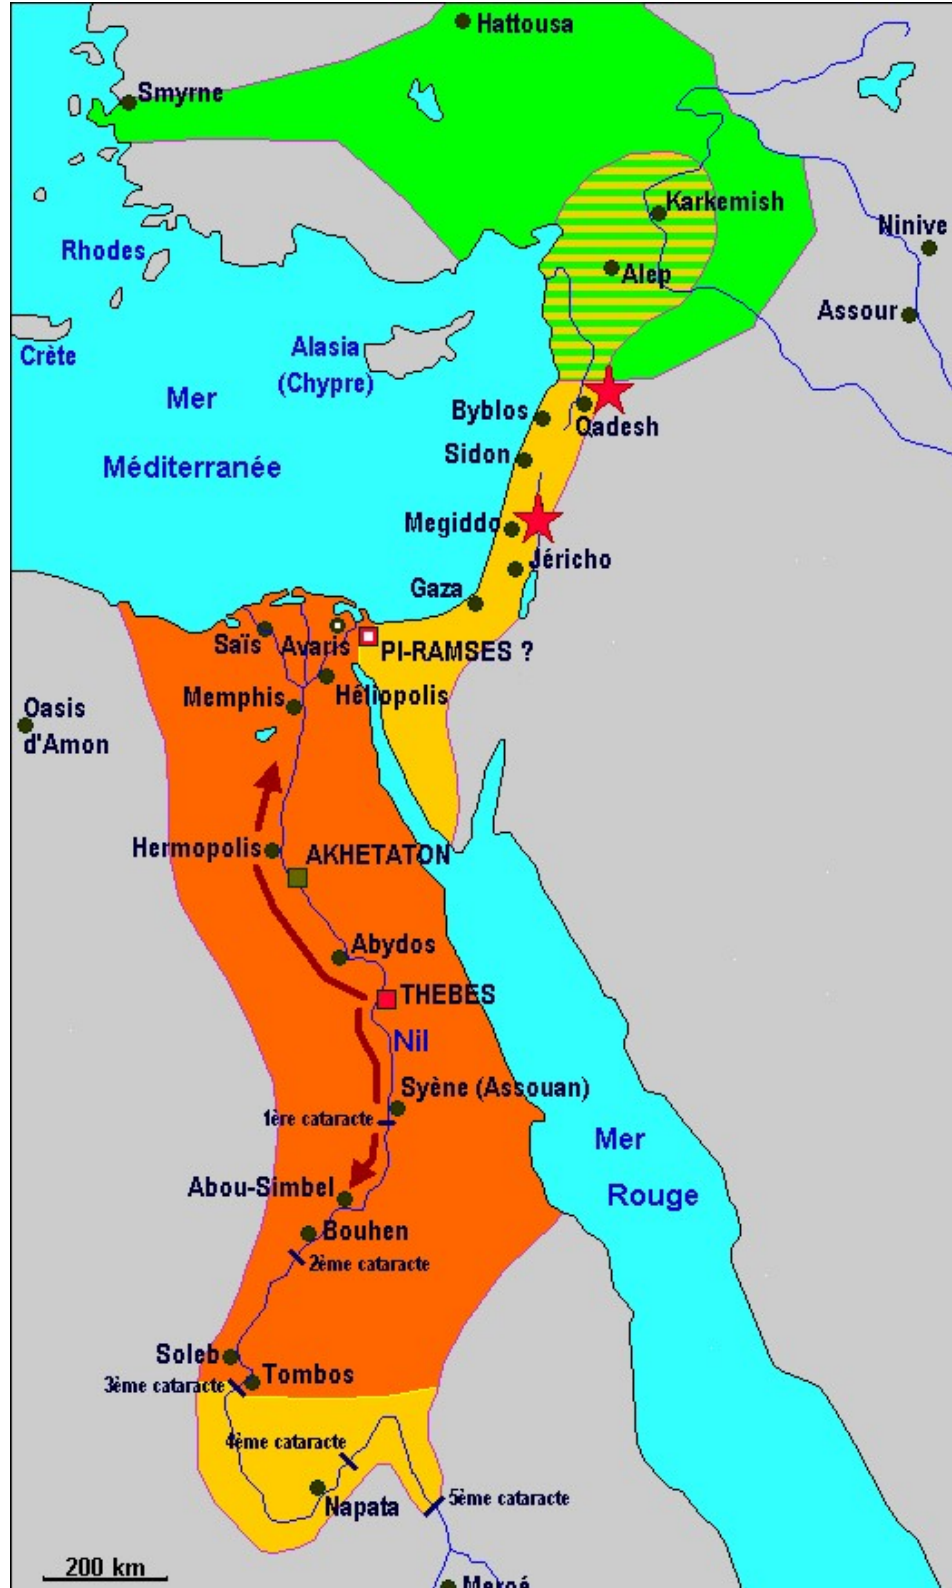 Hattousa
Smyrne
Karkemish
Ninive
Rhodes
Alep
Assour
Crète
Alasia
(Chypre)
Mer
Méditerranée
Byblos
Qadesh
Sidon
Megiddo
Jéricho
Gaza
Saïs
Avaris
PI-RAMSES ?
Memphis
Héliopolis
Oasis
d'Amon
Hermopolis
AKHETATON
Abydos
THEBES
Nil
Syène (Assouan)
1ère cataracte
Mer
Rouge
Abou-Simbel
Bouhen
2ème cataracte
Soleb
Tombos
3ème cataracte
4ème cataracte
Napata
5ème cataracte
200 km
Meroé